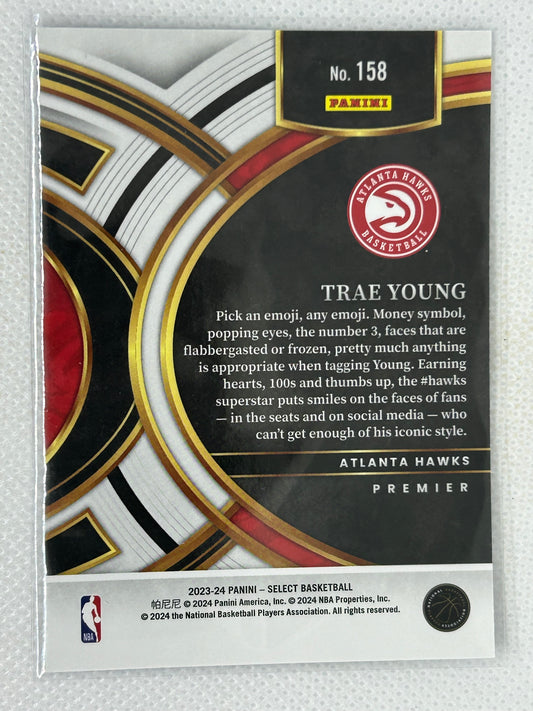 No. 158
PANINI
ATLANTA HAWKS
BASKETBALL
TRAE YOUNG
Pick an emoji, any emoji. Money symbol,
popping eyes, the number 3, faces that are
flabbergasted or frozen, pretty much anything
is appropriate when tagging Young. Earning
hearts, 100s and thumbs up, the #hawks
superstar puts smiles on the faces of fans
— in the seats and on social media — who
can't get enough of his iconic style.
ATLANTA HAWKS
PREMIER
2023-24 PANINI – SELECT BASKETBALL
帕尼尼 © 2024 Panini America, Inc. © 2024 NBA Properties, Inc.
© 2024 the National Basketball Players Association. All rights reserved.
NBA